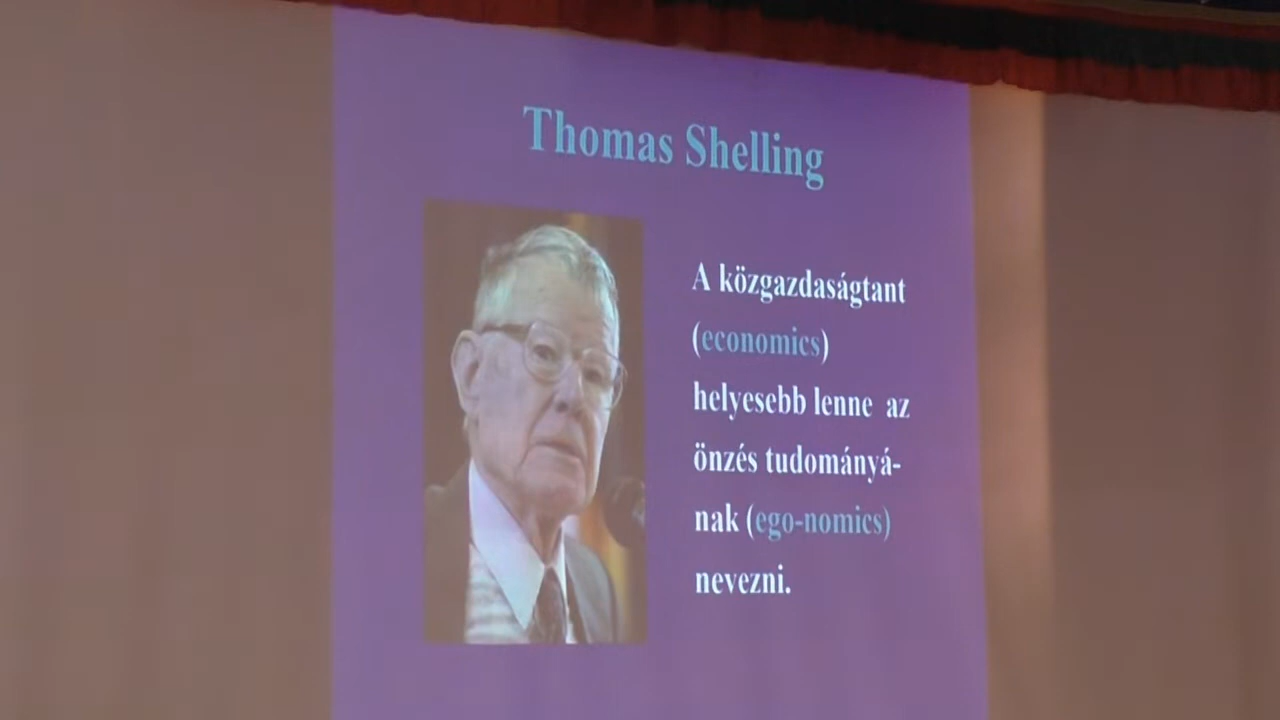 Thomas Shelling
A közgazdaságtant
(economics)
helyesebb lenne az
önzés tudományá-
nak (ego-nomics)
nevezni.